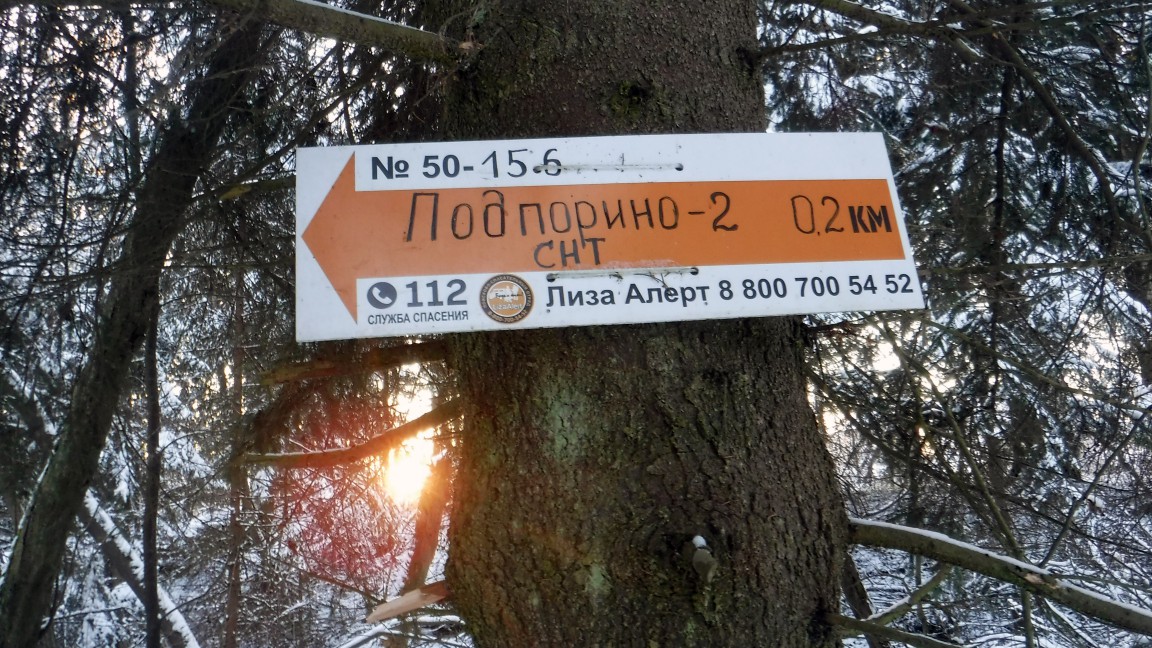 № 50-156
Подпорино-2 0,2 км
СНТ
112
СЛУЖБА СПАСЕНИЯ
Лиза Алерт 8 800 700 54 52